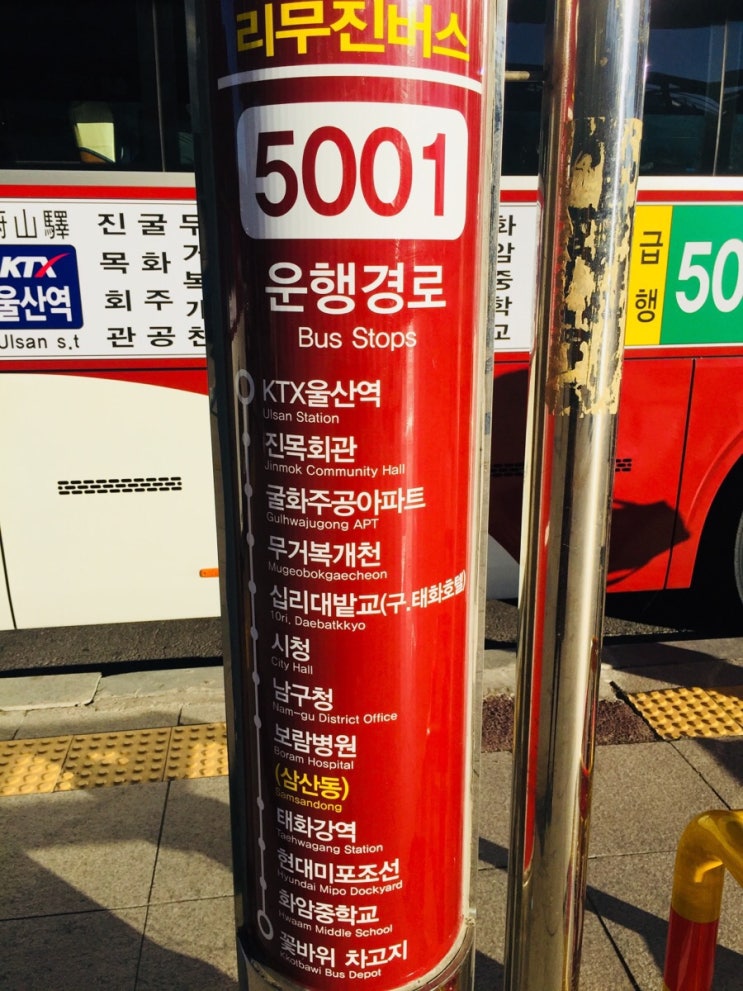 리무진버스
5001
운행경로
Bus Stops
KTX울산역
Ulsan Station
진목회관
Jinmok Community Hall
굴화주공아파트
Gulhwajugong APT
무거복개천
Mugeobokgaecheon
십리대밭교(구.태화호텔)
10ri. Daebatkkyo
시청
City Hall
남구청
Nam-gu District Office
보람병원
Boram Hospital
(삼산동)
Samsandong
태화강역
Taehwagang Station
현대미포조선
Hyundai Mipo Dockyard
화암중학교
Hwaam Middle School
꽃바위 차고지
Kkotbawi Bus Depot
山驛
KTX
울산역
Ulsan s.t
진 굴 무
목 화
회 주
관 공
급행
50